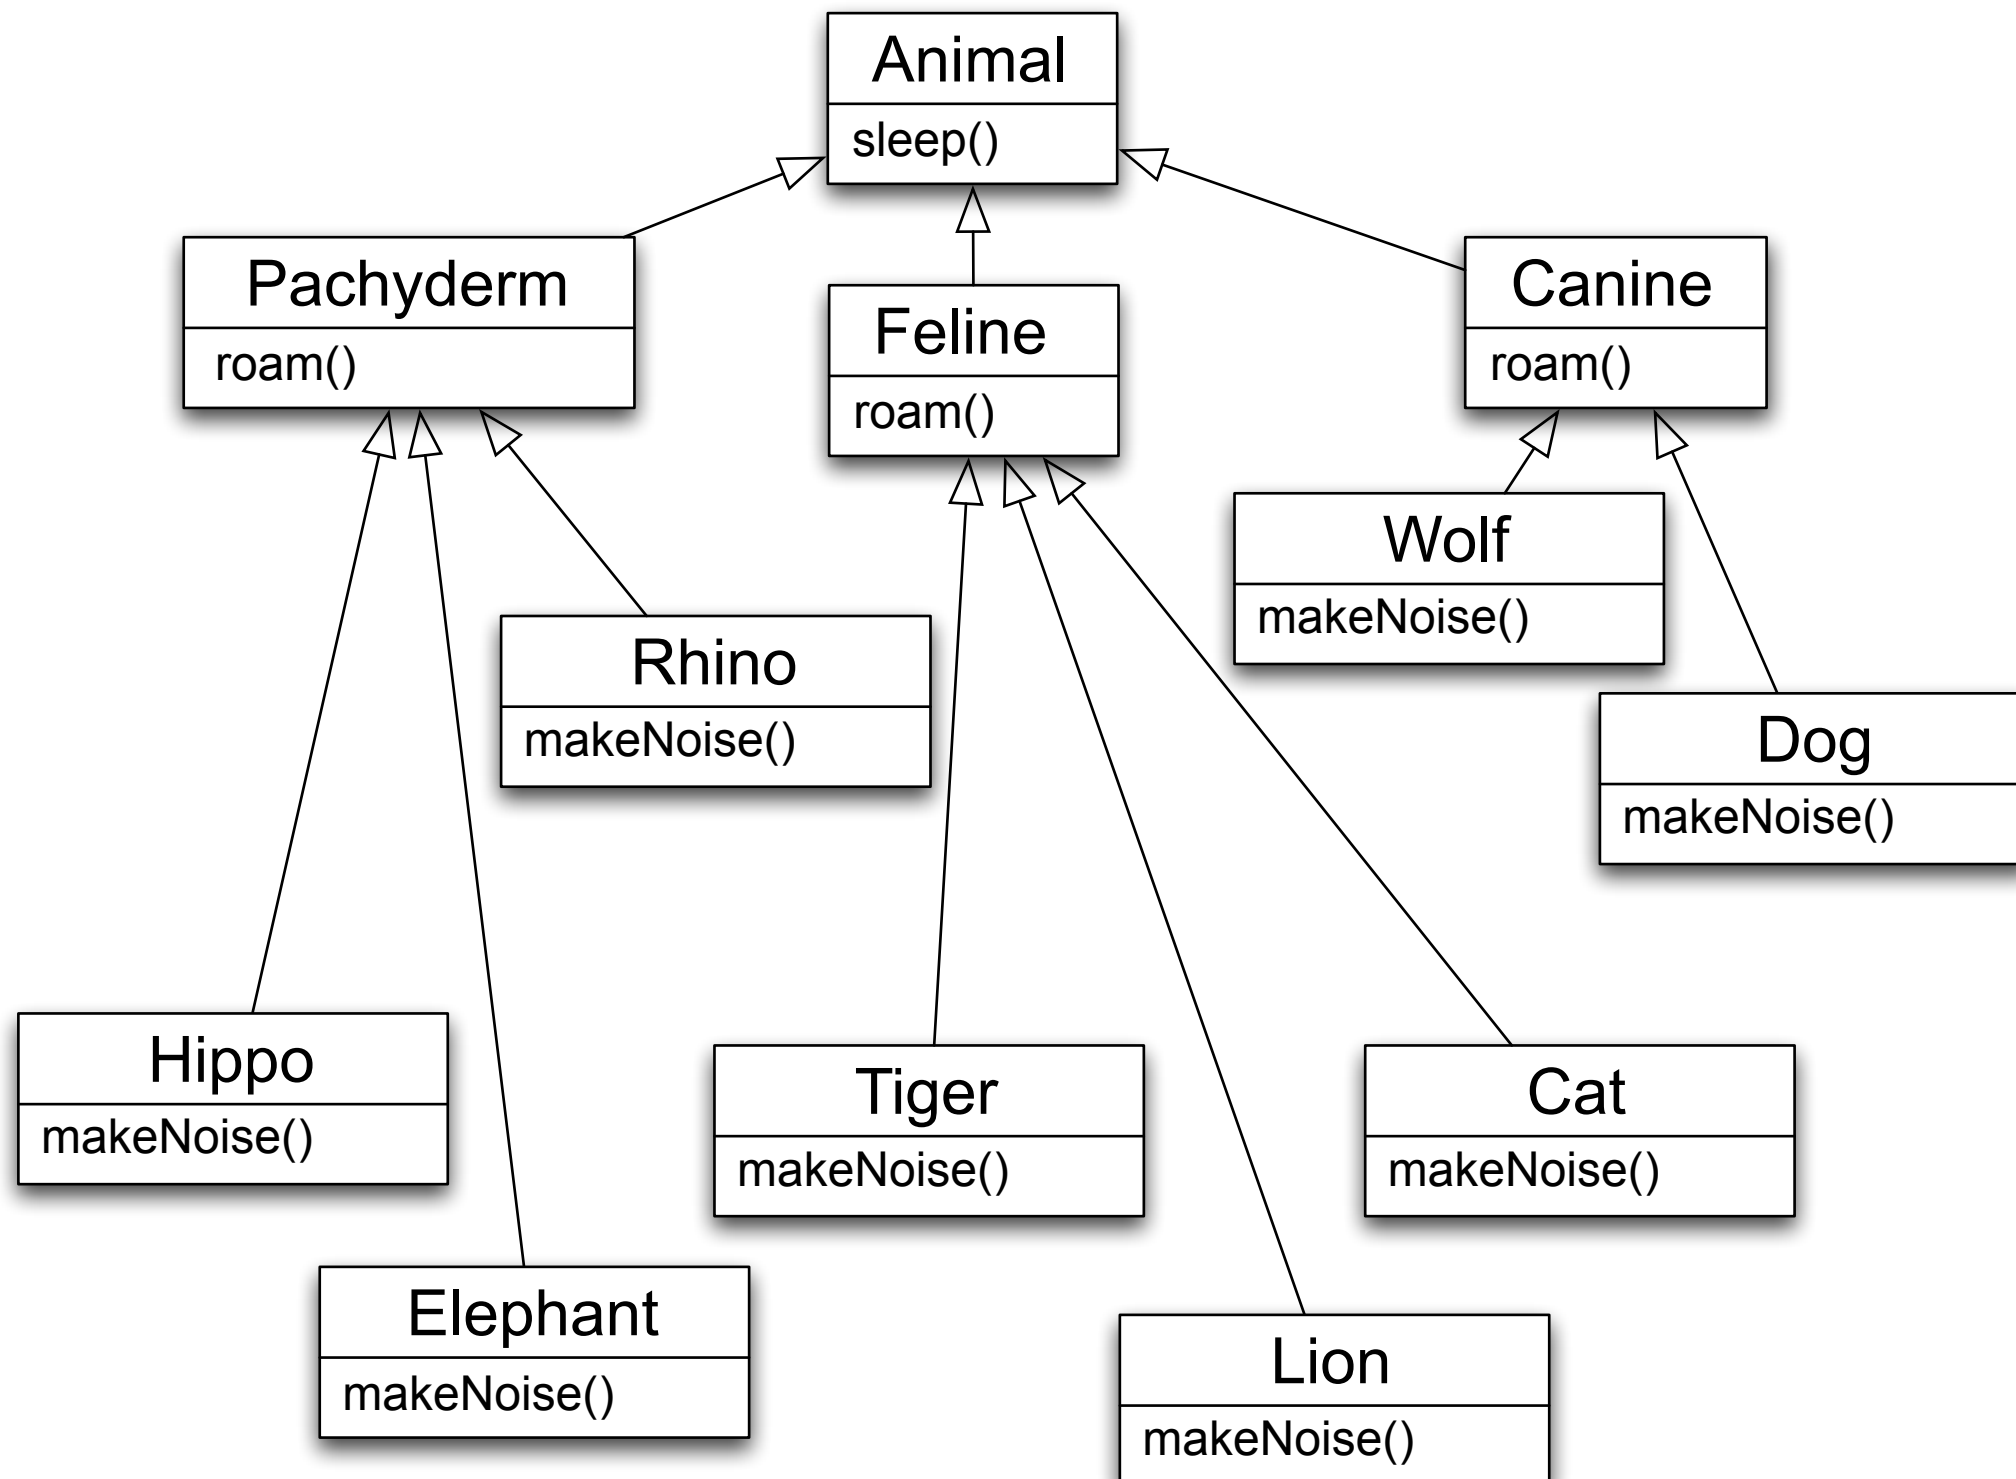 Animal
sleep()
Pachyderm
roam()
Feline
roam()
Canine
roam()
Wolf
makeNoise()
Rhino
makeNoise()
Dog
makeNoise()
Hippo
makeNoise()
Tiger
makeNoise()
Cat
makeNoise()
Elephant
makeNoise()
Lion
makeNoise()